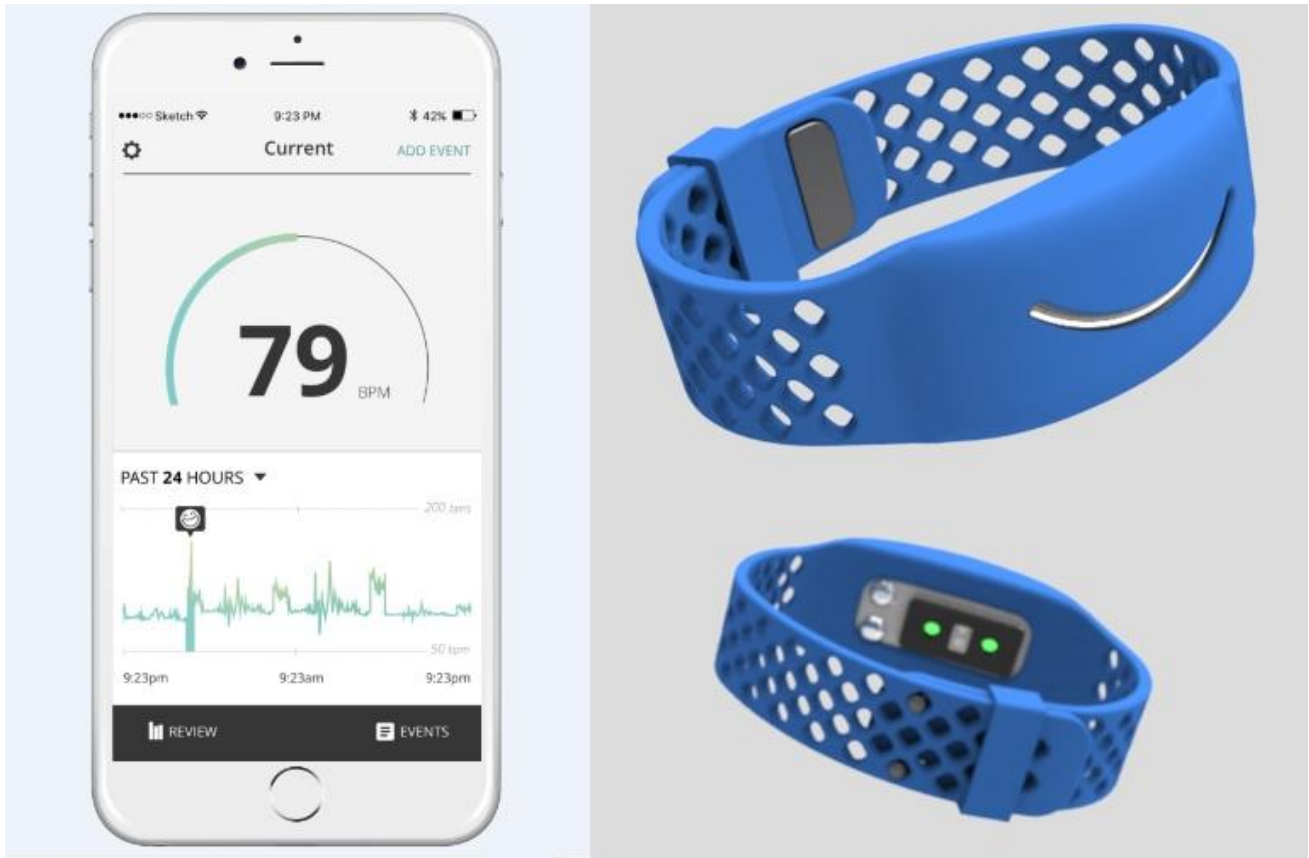 Sketch 9:23 PM 42%
Current ADD EVENT
79 BPM
PAST 24 HOURS
200 bpm
50 bpm
9:23pm 9:23am 9:23pm
REVIEW EVENTS